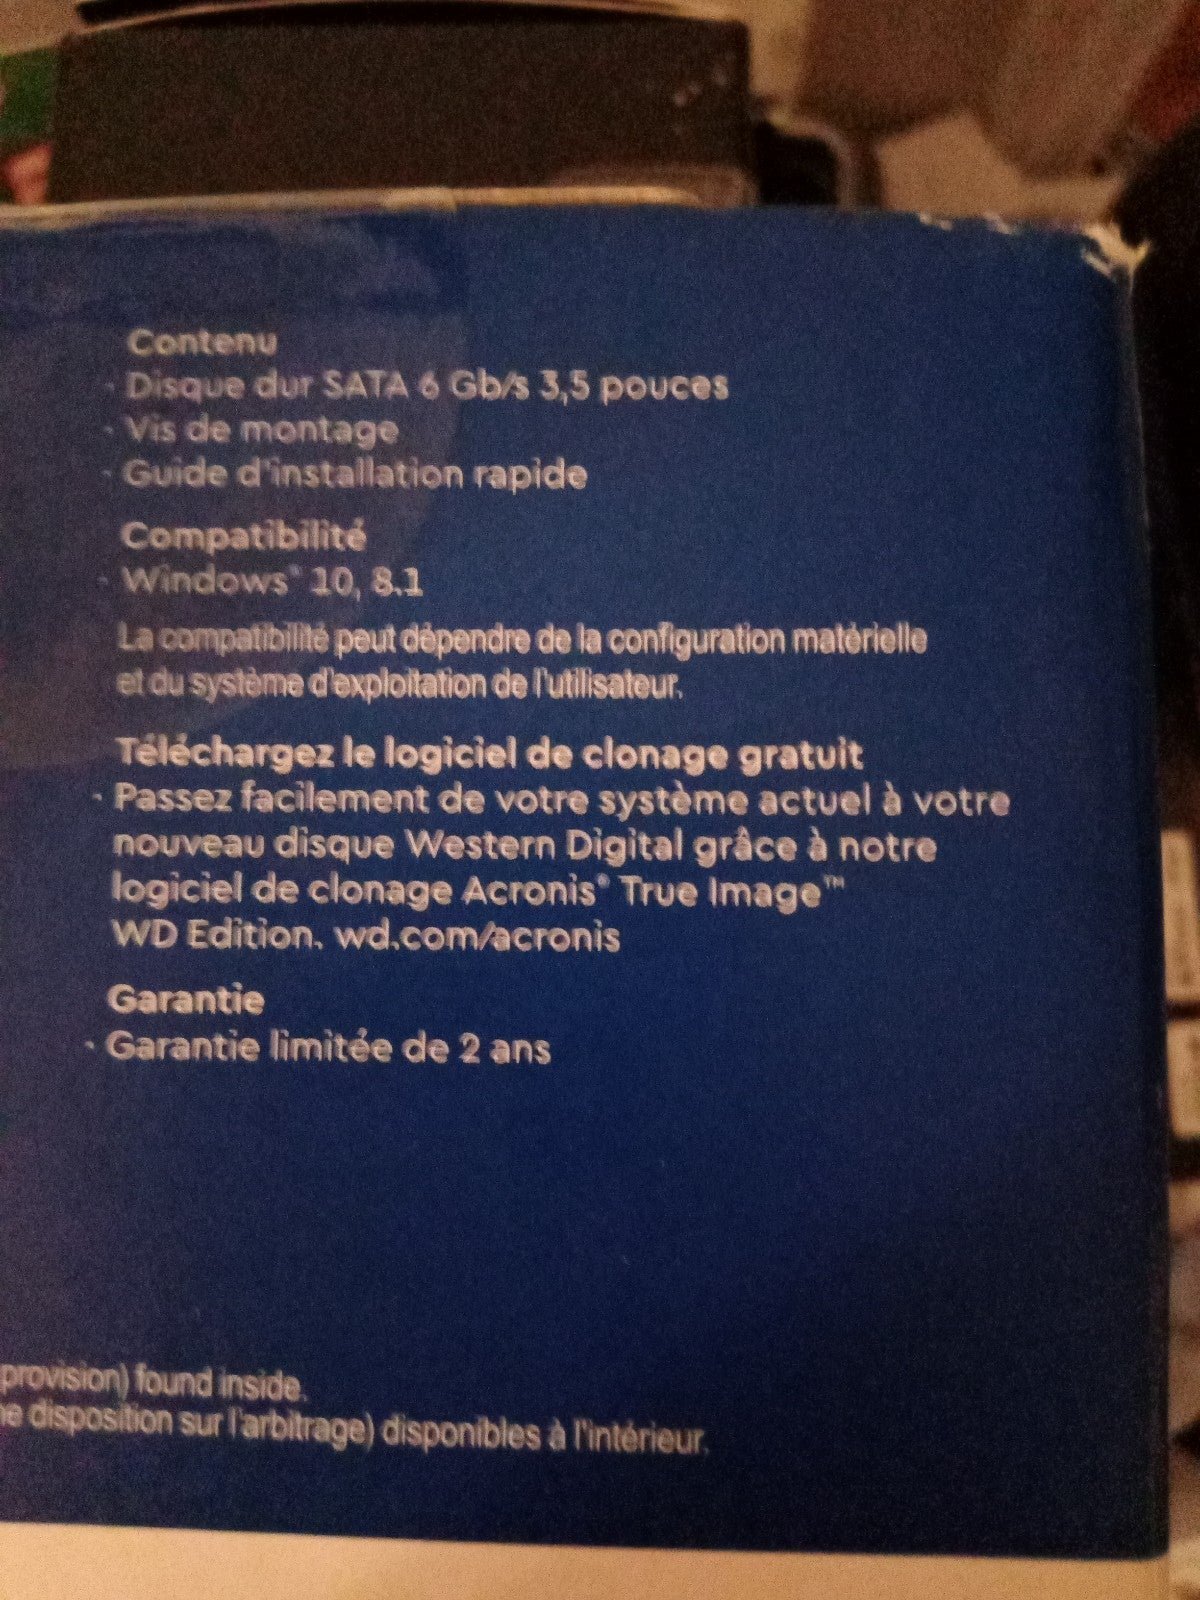 Contenu
· Disque dur SATA 6 Gb/s 3,5 pouces
· Vis de montage
· Guide d'installation rapide
Compatibilité
· Windows® 10, 8.1
La compatibilité peut dépendre de la configuration matérielle
et du système d'exploitation de l'utilisateur.
Téléchargez le logiciel de clonage gratuit
· Passez facilement de votre système actuel à votre
nouveau disque Western Digital grâce à notre
logiciel de clonage Acronis® True Image™
WD Edition. wd.com/acronis
Garantie
· Garantie limitée de 2 ans
provision) found inside.
disposition sur l'arbitrage) disponibles à l'intérieur.